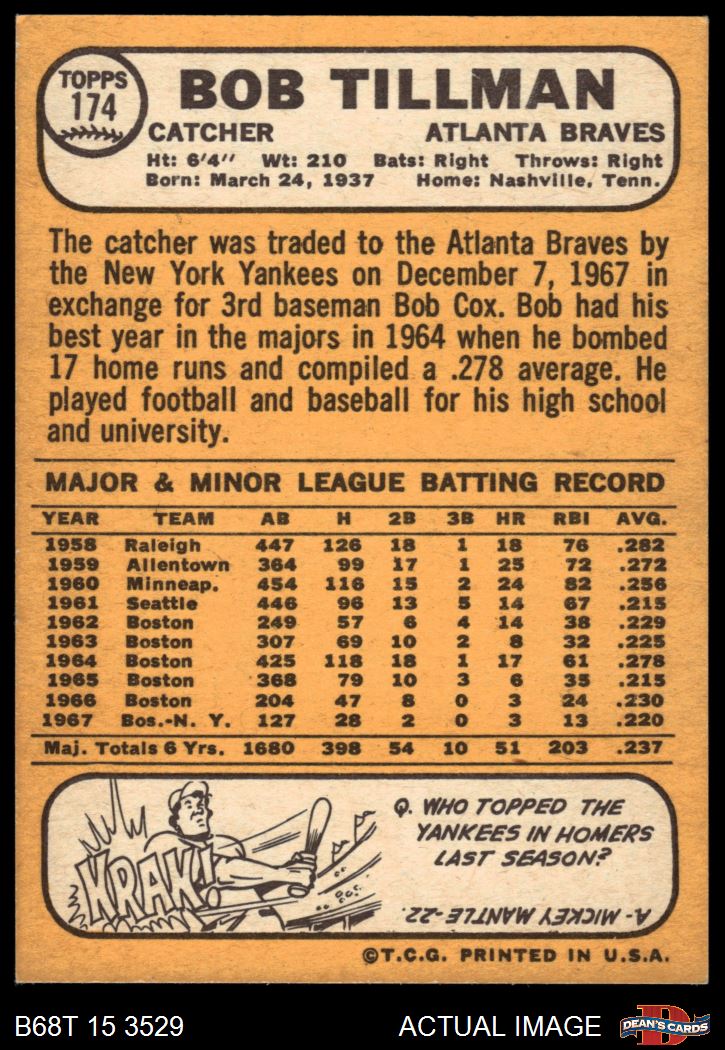 TOPPS
174
BOB TILLMAN
CATCHER ATLANTA BRAVES
Ht: 6'4" Wt: 210 Bats: Right Throws: Right
Born: March 24, 1937 Home: Nashville, Tenn.
The catcher was traded to the Atlanta Braves by
the New York Yankees on December 7, 1967 in
exchange for 3rd baseman Bob Cox. Bob had his
best year in the majors in 1964 when he bombed
17 home runs and compiled a .278 average. He
played football and baseball for his high school
and university.
MAJOR & MINOR LEAGUE BATTING RECORD
YEAR TEAM AB H 2B 3B HR RBI AVG.
1958 Raleigh 447 126 18 1 18 76 .282
1959 Allentown 364 99 17 1 25 72 .272
1960 Minneap. 454 116 15 2 24 82 .256
1961 Seattle 446 96 13 5 14 67 .215
1962 Boston 249 57 6 4 14 38 .229
1963 Boston 307 69 10 2 8 32 .225
1964 Boston 425 118 18 1 17 61 .278
1965 Boston 368 79 10 3 6 35 .215
1966 Boston 204 47 8 0 3 24 .230
1967 Bos.-N. Y. 127 28 2 0 3 13 .220
Maj. Totals 6 Yrs. 1680 398 54 10 51 203 .237
KRAK!
Q. WHO TOPPED THE
YANKEES IN HOMERS
LAST SEASON?
A- MICKEY MANTLE-22.
©T.C.G. PRINTED IN U.S.A.
B68T 15 3529 ACTUAL IMAGE
D
DEAN'S CARDS